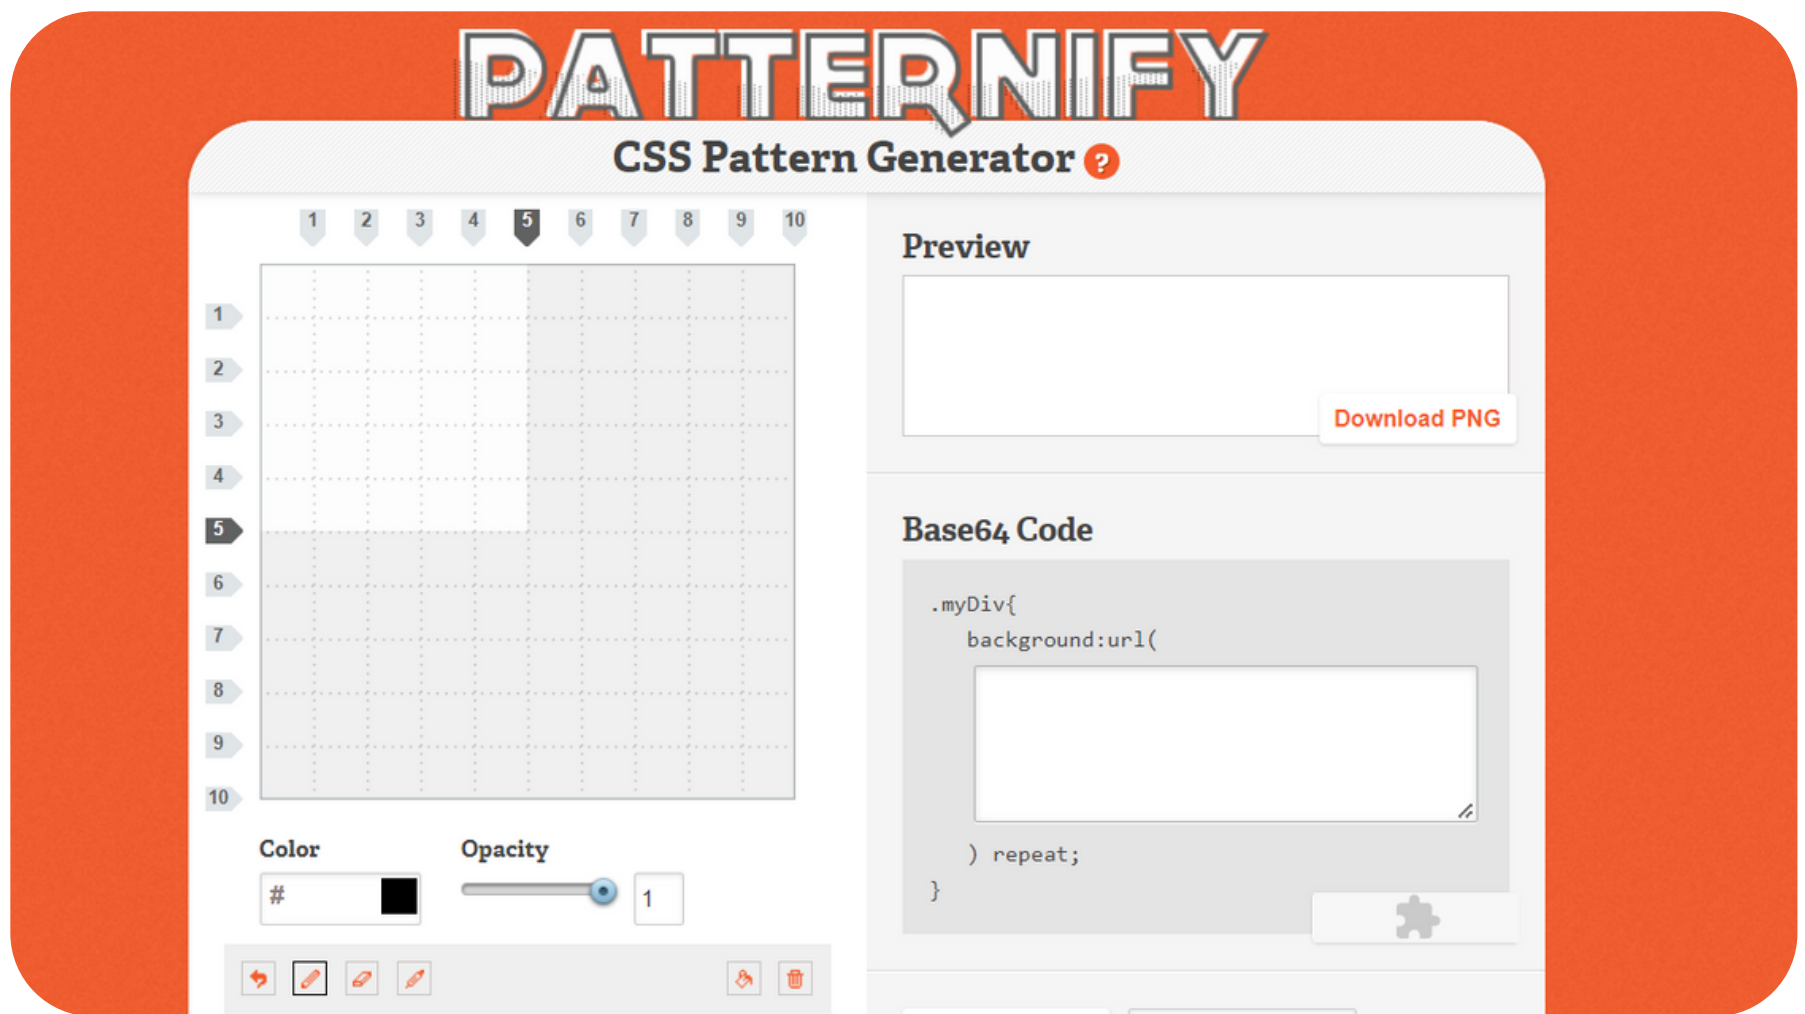 PATTERNIFY
CSS Pattern Generator ?
1 2 3 4 5 6 7 8 9 10
1
2
3
4
5
6
7
8
9
10
Color
Opacity
#
1
Preview
Download PNG
Base64 Code
.myDiv{
background:url(
) repeat;
}